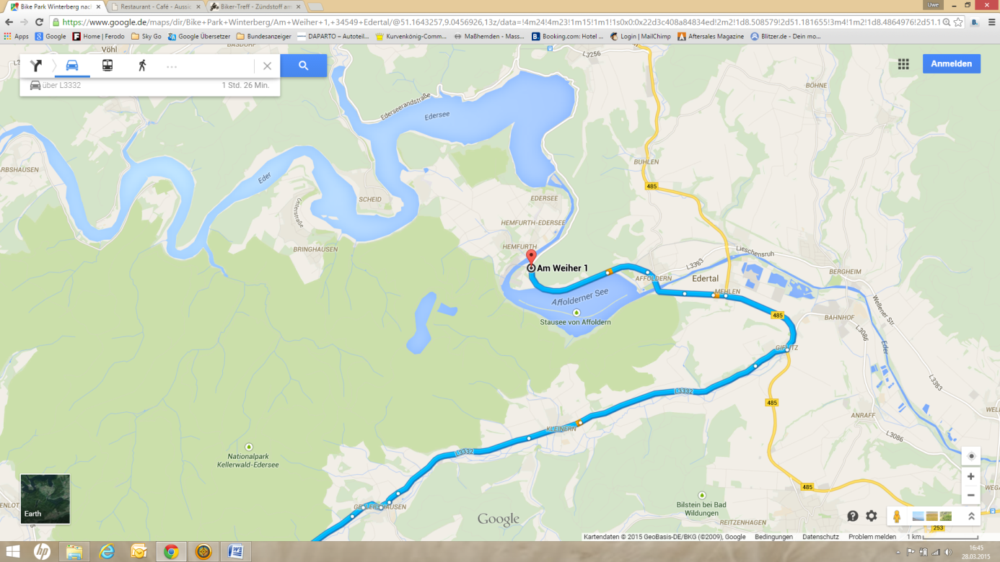 Bike Park Winterberg nach
Restaurant - Café - Aussic
Biker-Treff - Zündstoff am
Uwe
https://www.google.de/maps/dir/Bike+Park+Winterberg/Am+Weiher+1,+34549+Edertal/@51.1643257,9.0456926,13z/data=!4m24!4m23!1m15!1m1!1s0x0:0x22d3c408a84834ed!2m2!1d8.508579!2d51.181655!3m4!1m2!1d8.4864976!2d51.1
Apps
Google
Home | Ferodo
Sky Go
Google Übersetzer
Bundesanzeiger
DAPARTO – Autoteil...
Kurvenkönig-Comm...
Maßhemden - Mass...
Booking.com: Hotel ...
Login | MailChimp
Aftersales Magazine
Blitzer.de - Dein mo...
Vöhl
BASDORF
L3256
Anmelden
über L3332
1 Std. 26 Min.
BÖHNE
Ederseerandstraße
Edersee
BUHLEN
485
Eder
SCHEID
EDERSEE
Ginterstraße
HEMFURTH-EDERSEE
BRINGHAUSEN
HEMFURTH
Lieschensruh
L3383
Am Weiher 1
BERGHEIM
AFFOLDERN
Edertal
Affolderner See
MEHLEN
Wellener Str.
Stausee von Affoldern
485
BAHNHOF
L3086
GIFLITZ
Eder
L3383
L3332
485
ANRAFF
KLEINERN
L3086
L3332
Nationalpark
Kellerwald-Edersee
485
Earth
Bilstein bei Bad
Wildungen
REITZENHAGEN
Google
253
Kartendaten © 2015 GeoBasis-DE/BKG (©2009), Google
Bedingungen
Datenschutz
Problem melden
1 km
16:45
28.03.2015